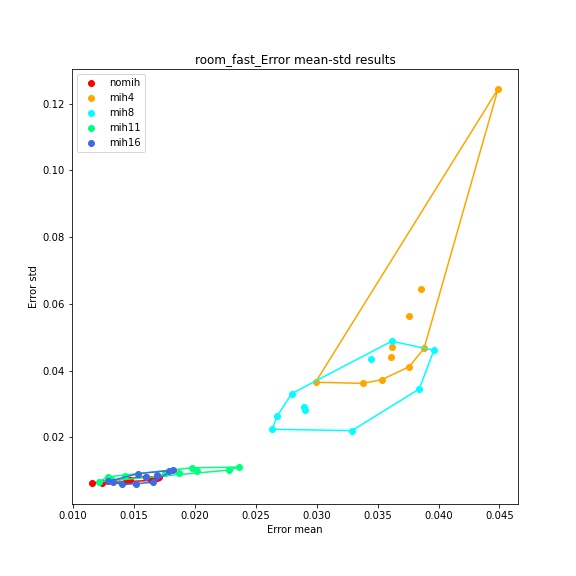 room_fast_Error mean-std results
nomih
mih4
mih8
mih11
mih16
Error std
0.12
0.10
0.08
0.06
0.04
0.02
0.010 0.015 0.020 0.025 0.030 0.035 0.040 0.045
Error mean